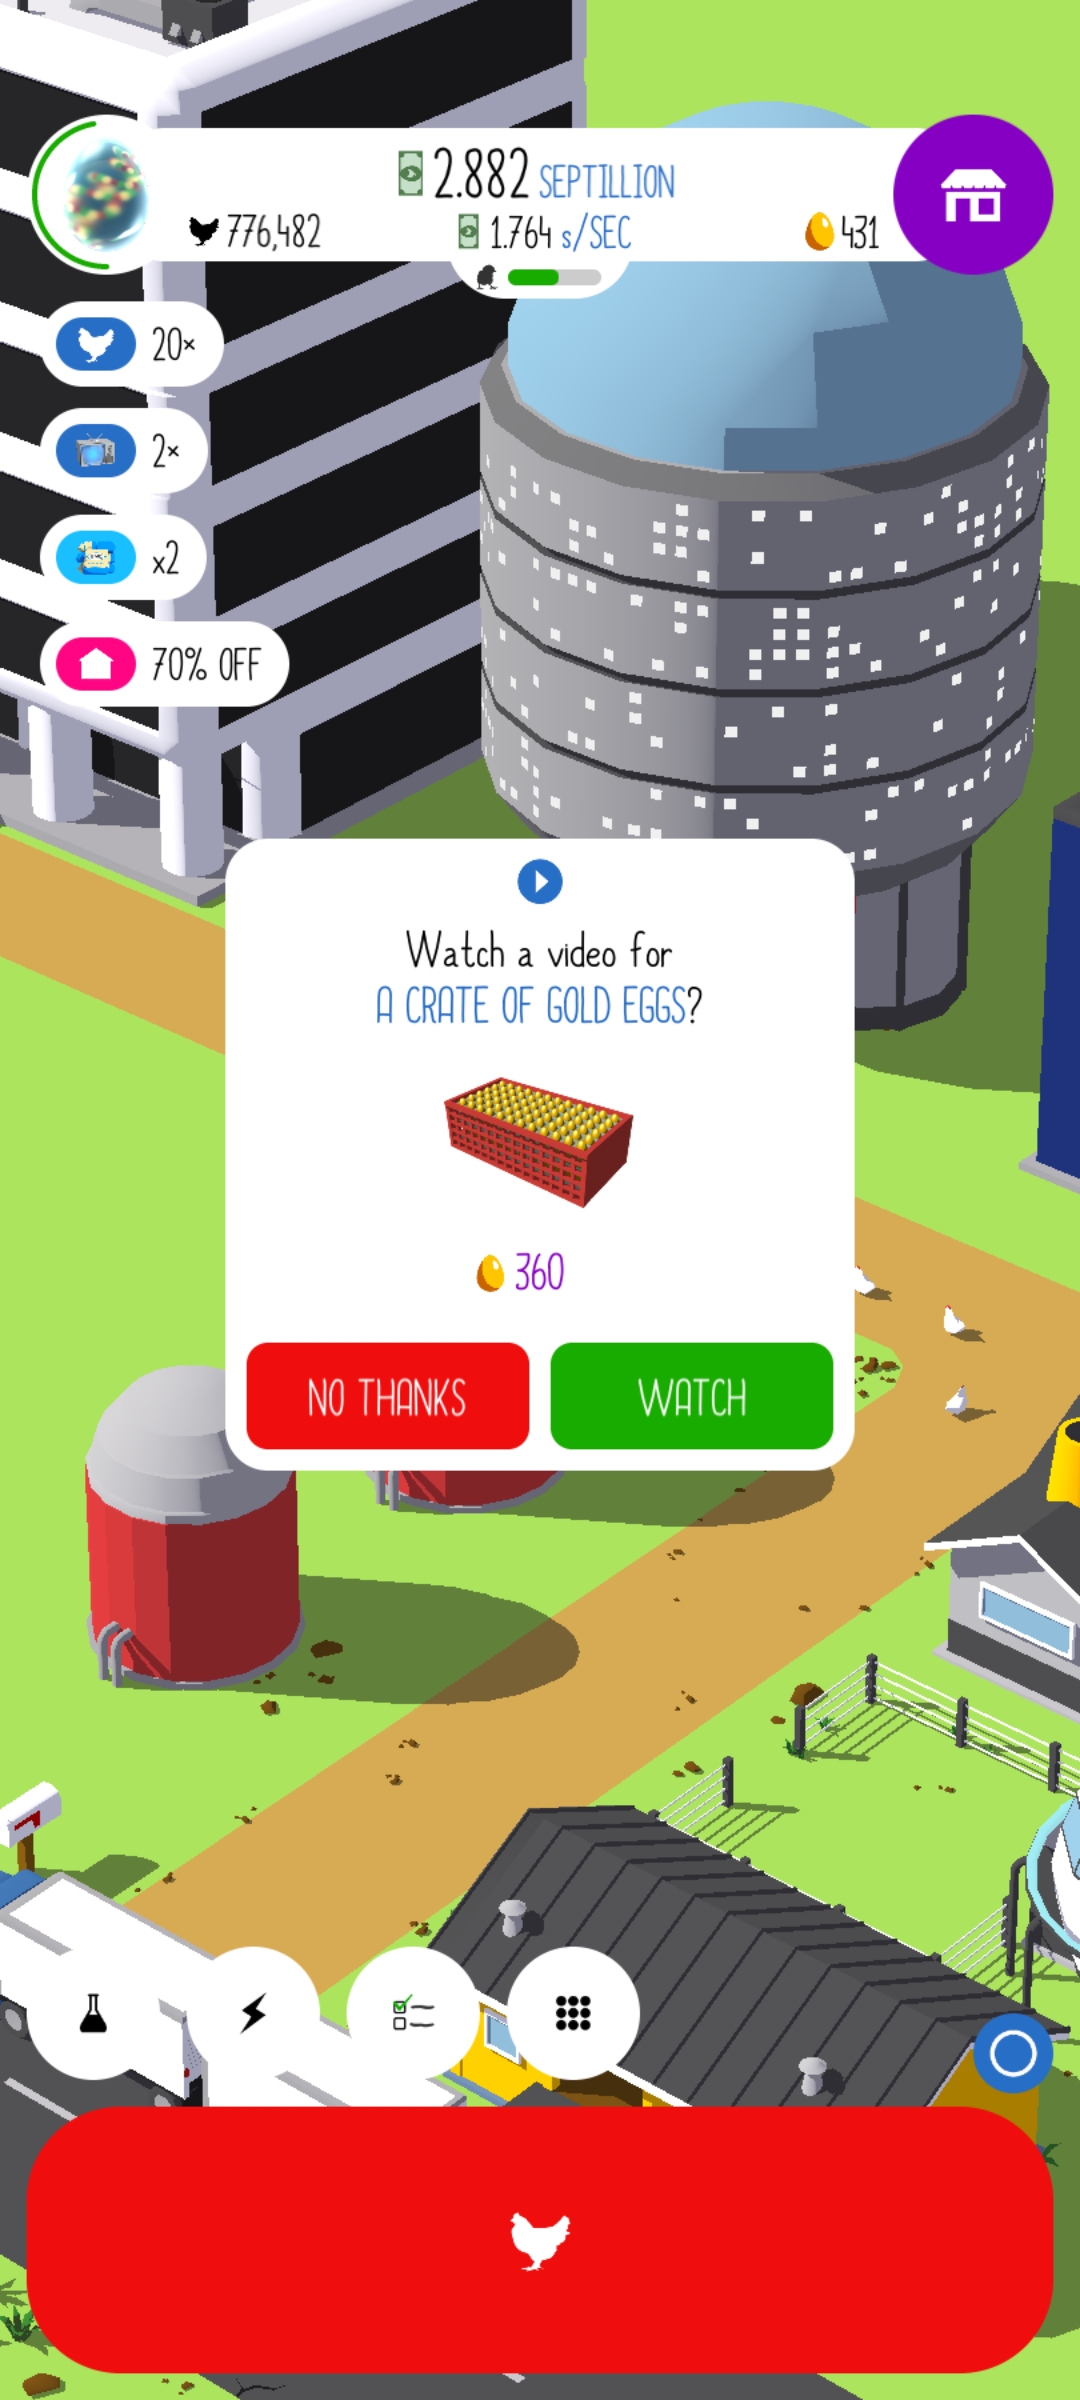 2.882 SEPTILLION
776,482
1.764 s/SEC
431
20×
2×
x2
70% OFF
Watch a video for
A CRATE OF GOLD EGGS?
360
NO THANKS
WATCH